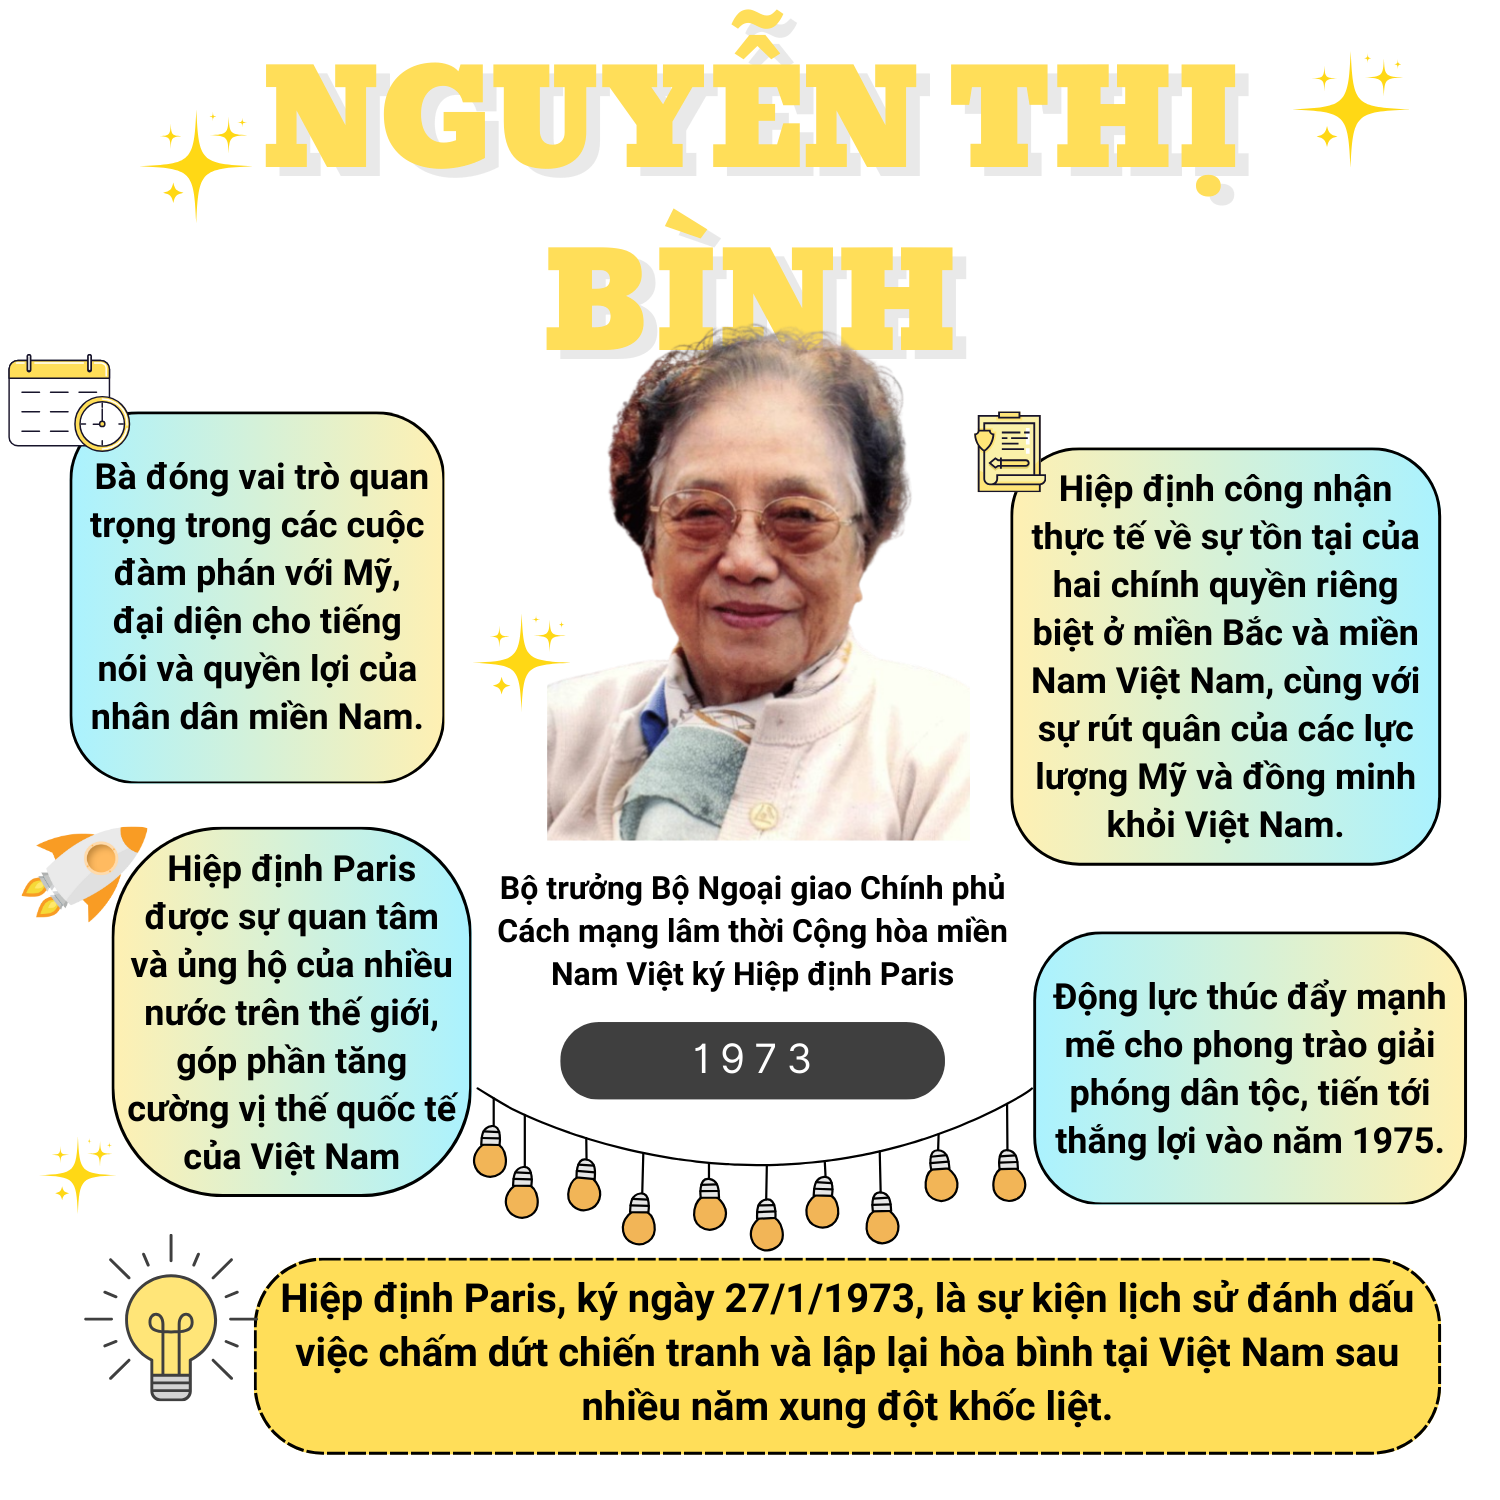 NGUYỄN THỊ
BÌNH
Bà đóng vai trò quan
trọng trong các cuộc
đàm phán với Mỹ,
đại diện cho tiếng
nói và quyền lợi của
nhân dân miền Nam.
Hiệp định công nhận
thực tế về sự tồn tại của
hai chính quyền riêng
biệt ở miền Bắc và miền
Nam Việt Nam, cùng với
sự rút quân của các lực
lượng Mỹ và đồng minh
khỏi Việt Nam.
Hiệp định Paris
được sự quan tâm
và ủng hộ của nhiều
nước trên thế giới,
góp phần tăng
cường vị thế quốc tế
của Việt Nam
Bộ trưởng Bộ Ngoại giao Chính phủ
Cách mạng lâm thời Cộng hòa miền
Nam Việt ký Hiệp định Paris
1973
Động lực thúc đẩy mạnh
mẽ cho phong trào giải
phóng dân tộc, tiến tới
thắng lợi vào năm 1975.
Hiệp định Paris, ký ngày 27/1/1973, là sự kiện lịch sử đánh dấu
việc chấm dứt chiến tranh và lập lại hòa bình tại Việt Nam sau
nhiều năm xung đột khốc liệt.